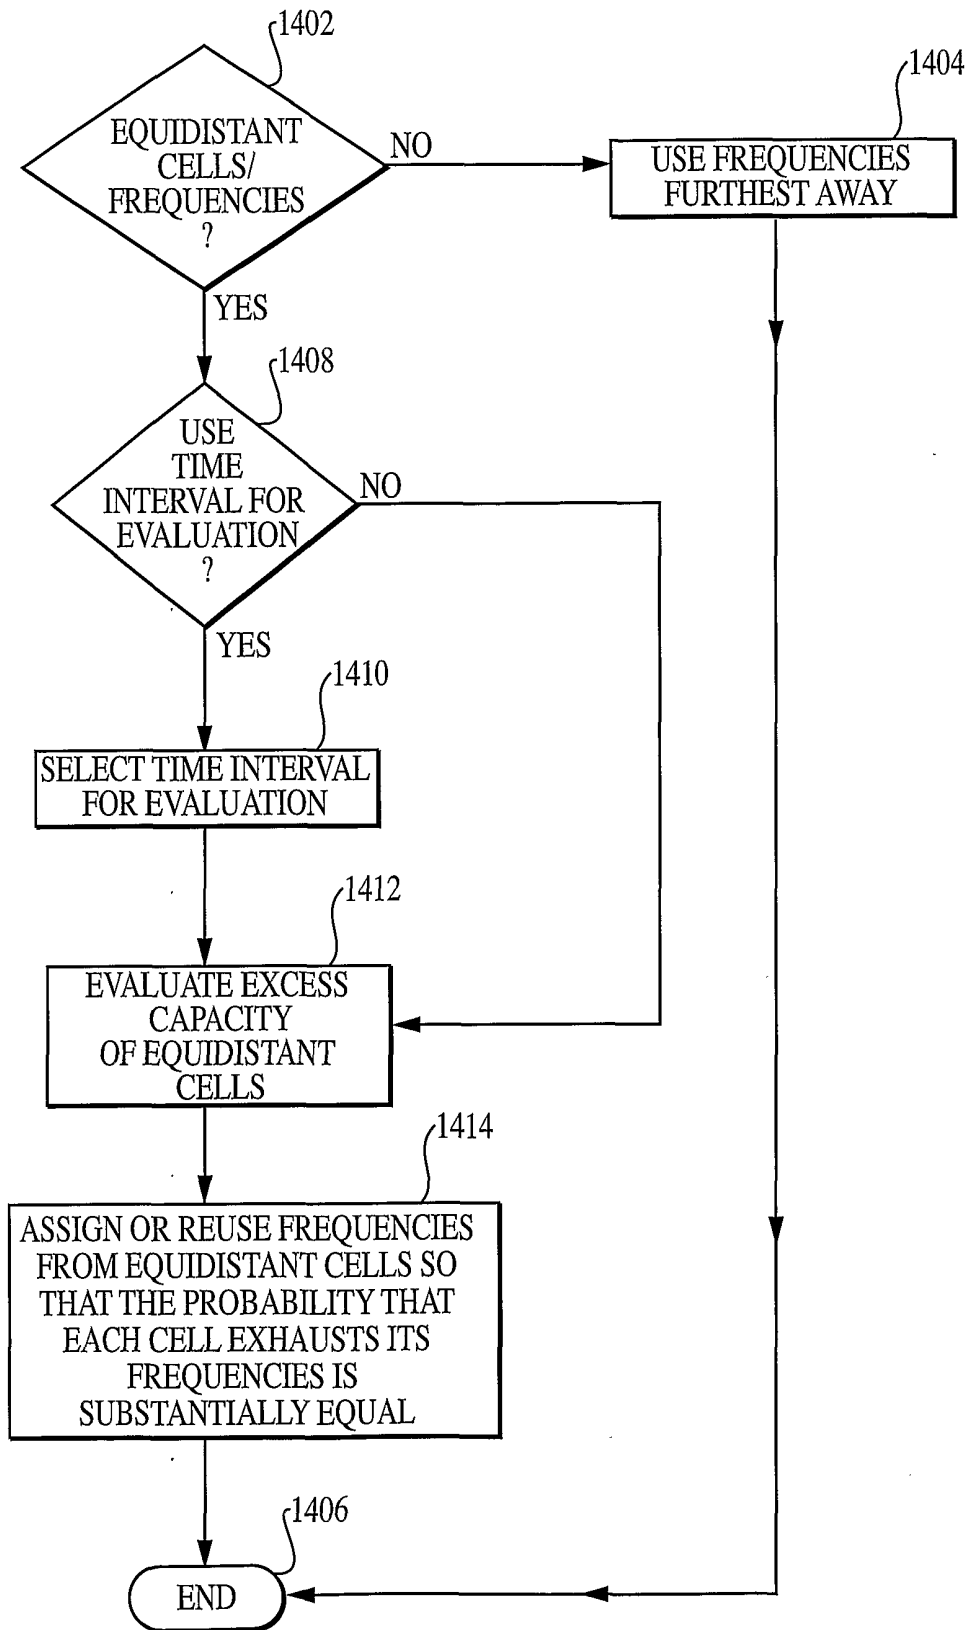 1402
EQUIDISTANT
CELLS/
FREQUENCIES
?
NO
1404
USE FREQUENCIES
FURTHEST AWAY
YES
1408
USE
TIME
INTERVAL FOR
EVALUATION
?
NO
YES
1410
SELECT TIME INTERVAL
FOR EVALUATION
1412
EVALUATE EXCESS
CAPACITY
OF EQUIDISTANT
CELLS
1414
ASSIGN OR REUSE FREQUENCIES
FROM EQUIDISTANT CELLS SO
THAT THE PROBABILITY THAT
EACH CELL EXHAUSTS ITS
FREQUENCIES IS
SUBSTANTIALLY EQUAL
1406
END